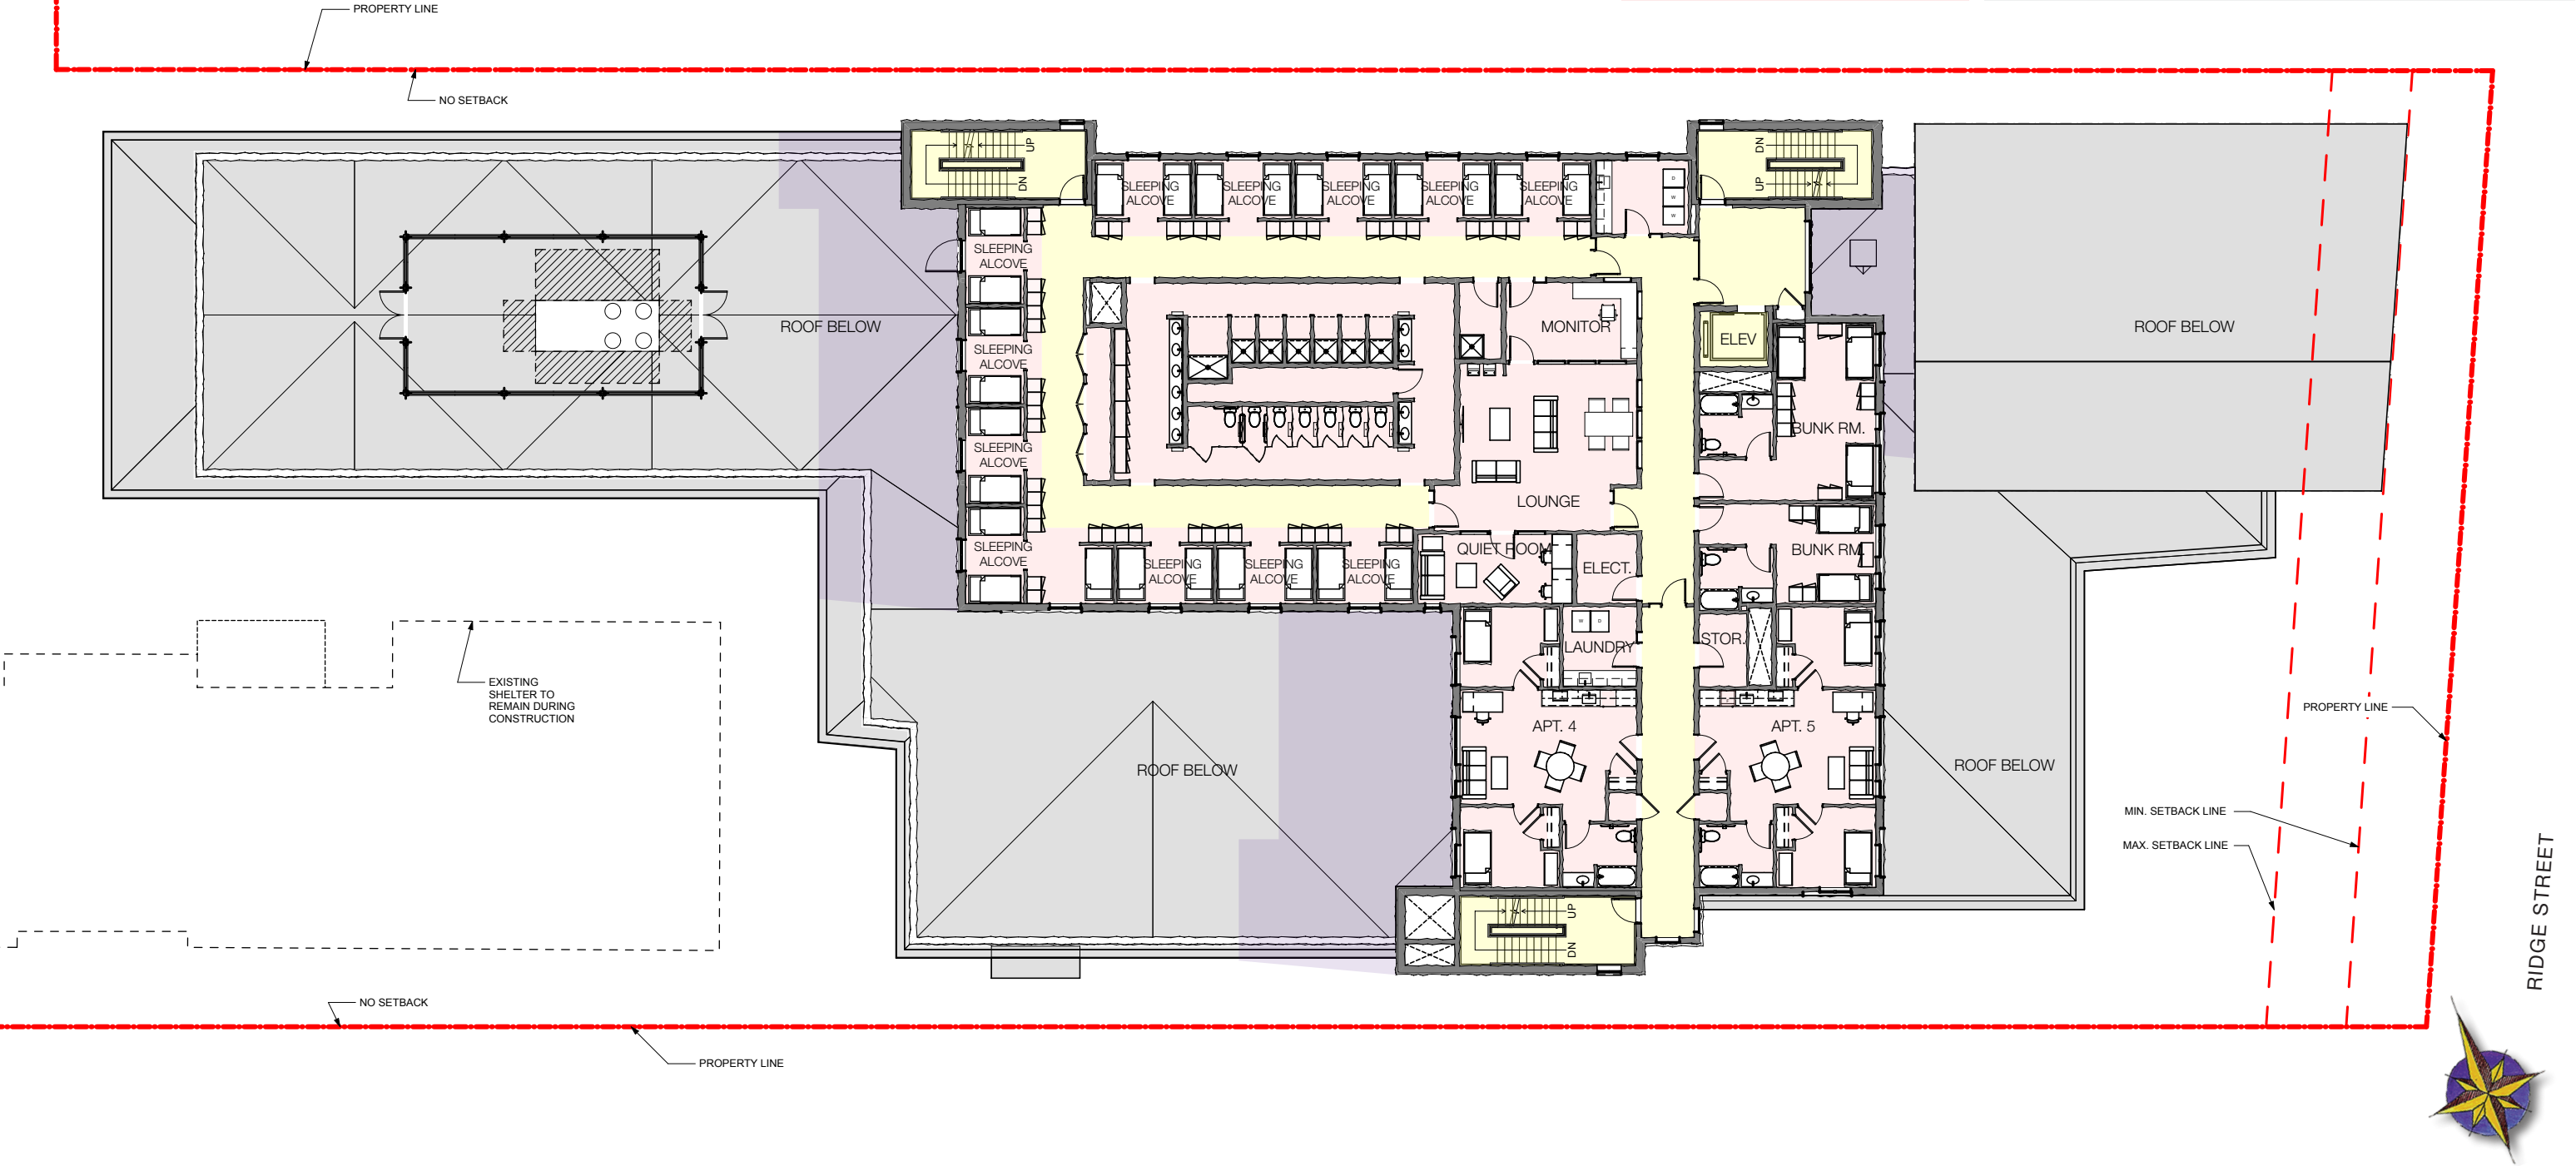 PROPERTY LINE
NO SETBACK
UP
DN
DN
UP
SLEEPING
ALCOVE
SLEEPING
ALCOVE
SLEEPING
ALCOVE
SLEEPING
ALCOVE
SLEEPING
ALCOVE
D
W
W
SLEEPING
ALCOVE
ROOF BELOW
MONITOR
ELEV
ROOF BELOW
SLEEPING
ALCOVE
BUNK RM.
SLEEPING
ALCOVE
LOUNGE
SLEEPING
ALCOVE
QUIET ROOM
BUNK RM.
SLEEPING
ALCOVE
SLEEPING
ALCOVE
SLEEPING
ALCOVE
ELECT.
W
D
LAUNDRY
STOR.
EXISTING
SHELTER TO
REMAIN DURING
CONSTRUCTION
PROPERTY LINE
APT. 4
APT. 5
ROOF BELOW
ROOF BELOW
MIN. SETBACK LINE
MAX. SETBACK LINE
RIDGE STREET
UP
DN
NO SETBACK
PROPERTY LINE